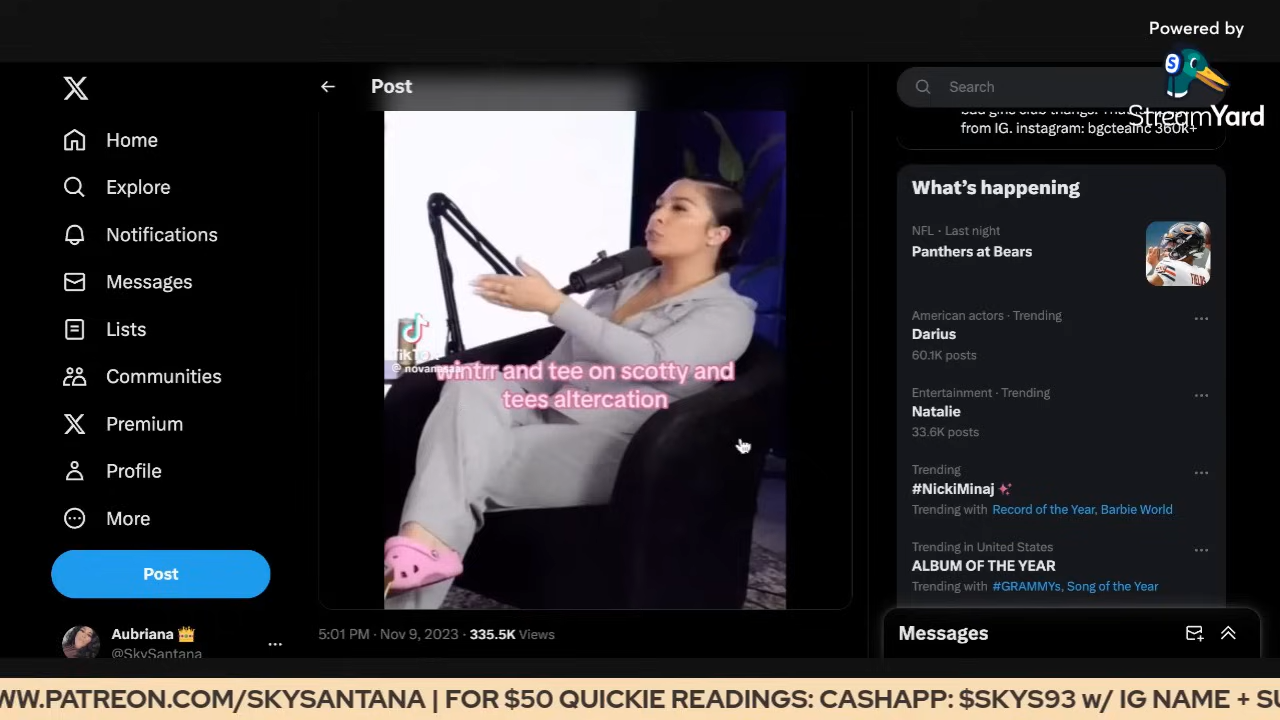 Powered by
StreamYard
Home
Explore
Notifications
Messages
Lists
Communities
Premium
Profile
More
Post
Aubriana 👑
@SkySantana
Post
TikTok
wintrr and tee on scotty and
tees altercation
5:01 PM · Nov 9, 2023 · 335.5K Views
Search
from IG. instagram: bgcteainc 360K+
What's happening
NFL · Last night
Panthers at Bears
American actors · Trending
Darius
60.1K posts
Entertainment · Trending
Natalie
33.6K posts
Trending
#NickiMinaj
Trending with Record of the Year, Barbie World
Trending in United States
ALBUM OF THE YEAR
Trending with #GRAMMYs, Song of the Year
Messages
WW.PATREON.COM/SKYSANTANA | FOR $50 QUICKIE READINGS: CASHAPP: $SKYS93 w/ IG NAME +